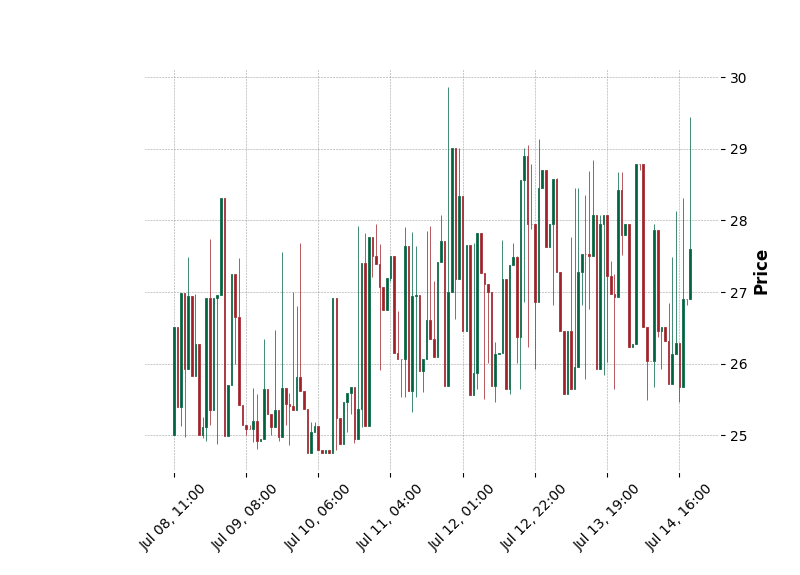 30
29
28
27
26
25
Price
Jul 08, 11:00
Jul 09, 08:00
Jul 10, 06:00
Jul 11, 04:00
Jul 12, 01:00
Jul 12, 22:00
Jul 13, 19:00
Jul 14, 16:00